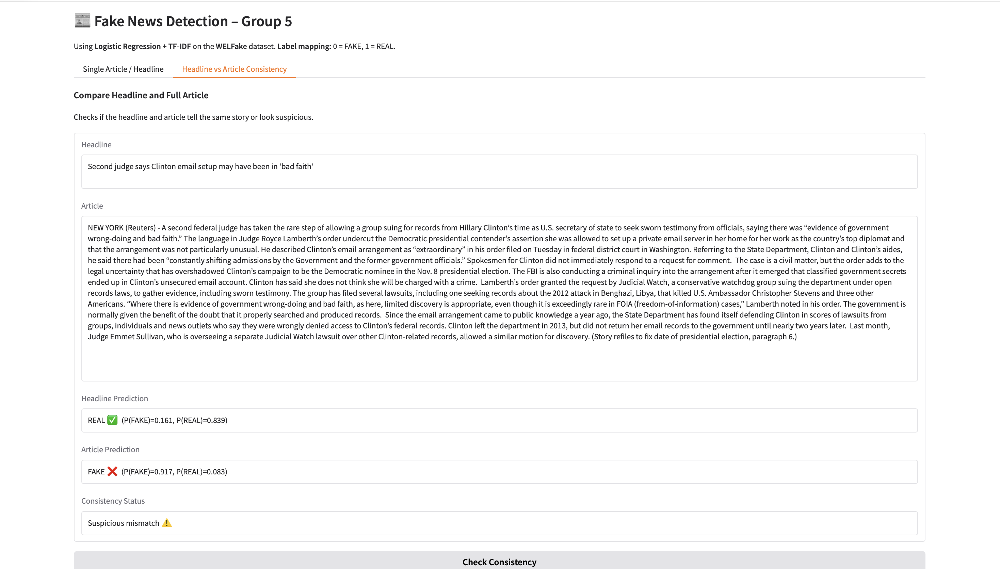 📰 Fake News Detection – Group 5
Using Logistic Regression + TF-IDF on the WELFake dataset. Label mapping: 0 = FAKE, 1 = REAL.
Single Article / Headline
Headline vs Article Consistency
Compare Headline and Full Article
Checks if the headline and article tell the same story or look suspicious.
Headline
Second judge says Clinton email setup may have been in 'bad faith'
Article
NEW YORK (Reuters) - A second federal judge has taken the rare step of allowing a group suing for records from Hillary Clinton’s time as U.S. secretary of state to seek sworn testimony from officials, saying there was “evidence of government
wrong-doing and bad faith.” The language in Judge Royce Lamberth’s order undercut the Democratic presidential contender’s assertion she was allowed to set up a private email server in her home for her work as the country’s top diplomat and
that the arrangement was not particularly unusual. He described Clinton’s email arrangement as “extraordinary” in his order filed on Tuesday in federal district court in Washington. Referring to the State Department, Clinton and Clinton’s aides,
he said there had been “constantly shifting admissions by the Government and the former government officials.” Spokesmen for Clinton did not immediately respond to a request for comment.  The case is a civil matter, but the order adds to the
legal uncertainty that has overshadowed Clinton’s campaign to be the Democratic nominee in the Nov. 8 presidential election. The FBI is also conducting a criminal inquiry into the arrangement after it emerged that classified government secrets
ended up in Clinton’s unsecured email account. Clinton has said she does not think she will be charged with a crime.  Lamberth’s order granted the request by Judicial Watch, a conservative watchdog group suing the department under open
records laws, to gather evidence, including sworn testimony. The group has filed several lawsuits, including one seeking records about the 2012 attack in Benghazi, Libya, that killed U.S. Ambassador Christopher Stevens and three other
Americans. “Where there is evidence of government wrong-doing and bad faith, as here, limited discovery is appropriate, even though it is exceedingly rare in FOIA (freedom-of-information) cases,” Lamberth noted in his order. The government is
normally given the benefit of the doubt that it properly searched and produced records.  Since the email arrangement came to public knowledge a year ago, the State Department has found itself defending Clinton in scores of lawsuits from
groups, individuals and news outlets who say they were wrongly denied access to Clinton’s federal records. Clinton left the department in 2013, but did not return her email records to the government until nearly two years later.  Last month,
Judge Emmet Sullivan, who is overseeing a separate Judicial Watch lawsuit over other Clinton-related records, allowed a similar motion for discovery. (Story refiles to fix date of presidential election, paragraph 6.)
Headline Prediction
REAL ✅ (P(FAKE)=0.161, P(REAL)=0.839)
Article Prediction
FAKE ❌ (P(FAKE)=0.917, P(REAL)=0.083)
Consistency Status
Suspicious mismatch ⚠️
Check Consistency